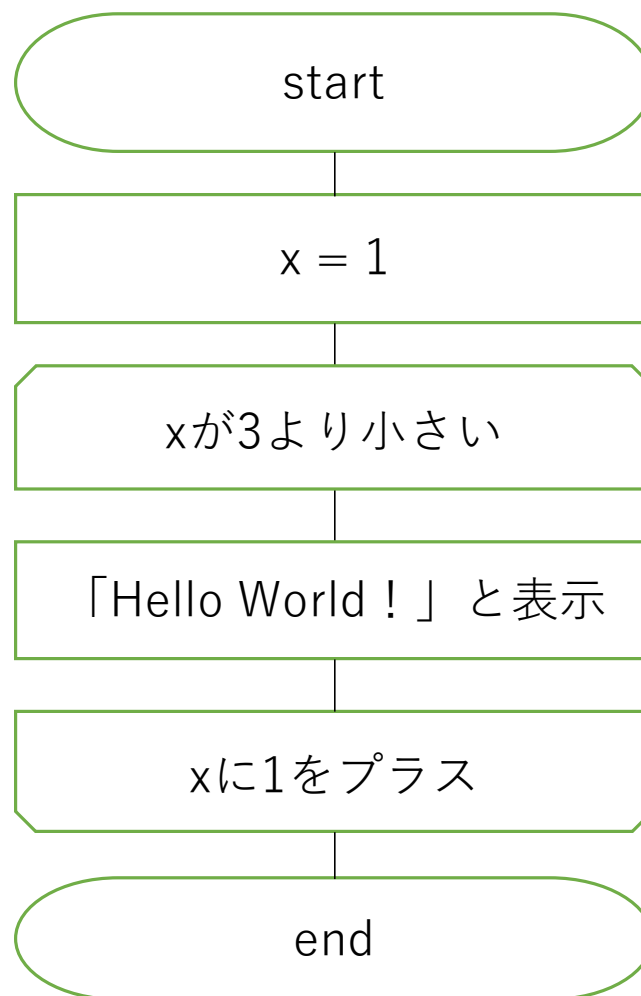 start
x = 1
xが3より小さい
「Hello World！」と表示
xに1をプラス
end